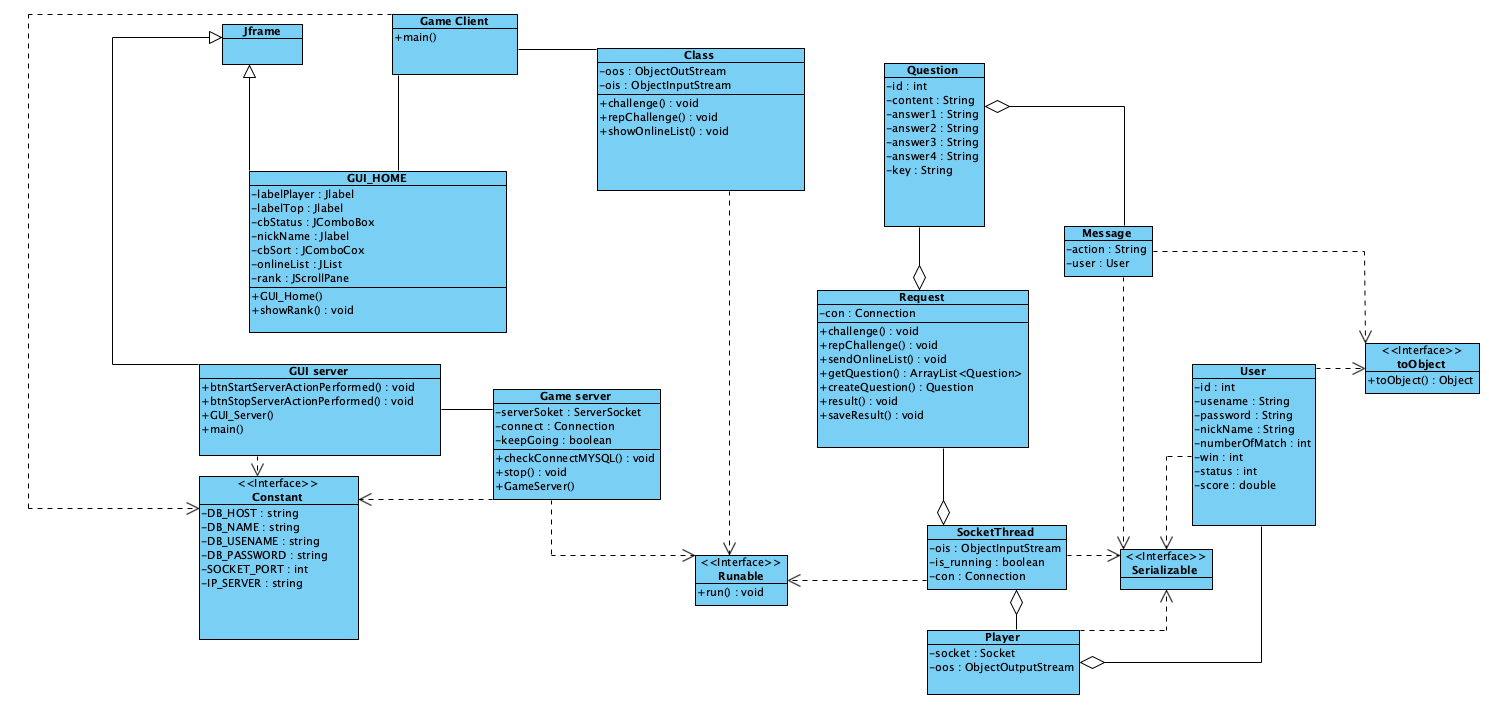 Jframe
Game Client
+main()
Class
-oos : ObjectOutStream
-ois : ObjectInputStream
+challenge() : void
+repChallenge() : void
+showOnlineList() : void
Question
-id : int
-content : String
-answer1 : String
-answer2 : String
-answer3 : String
-answer4 : String
-key : String
GUI_HOME
-labelPlayer : Jlabel
-labelTop : Jlabel
-cbStatus : JComboBox
-nickName : Jlabel
-cbSort : JComboCox
-onlineList : JList
-rank : JScrollPane
+GUI_Home()
+showRank() : void
Message
-action : String
-user : User
Request
-con : Connection
+challenge() : void
+repChallenge() : void
+sendOnlineList() : void
+getQuestion() : ArrayList<Question>
+createQuestion() : Question
+result() : void
+saveResult() : void
<<Interface>>
toObject
+toObject() : Object
GUI server
+btnStartServerActionPerformed() : void
+btnStopServerActionPerformed() : void
+GUI_Server()
+main()
Game server
-serverSoket : ServerSocket
-connect : Connection
-keepGoing : boolean
+checkConnectMYSQL() : void
+stop() : void
+GameServer()
User
-id : int
-usename : String
-password : String
-nickName : String
-numberOfMatch : int
-win : int
-status : int
-score : double
<<Interface>>
Constant
-DB_HOST : string
-DB_NAME : string
-DB_USENAME : string
-DB_PASSWORD : string
-SOCKET_PORT : int
-IP_SERVER : string
<<Interface>>
Runable
+run() : void
SocketThread
-ois : ObjectInputStream
-is_running : boolean
-con : Connection
<<Interface>>
Serializable
Player
-socket : Socket
-oos : ObjectOutputStream